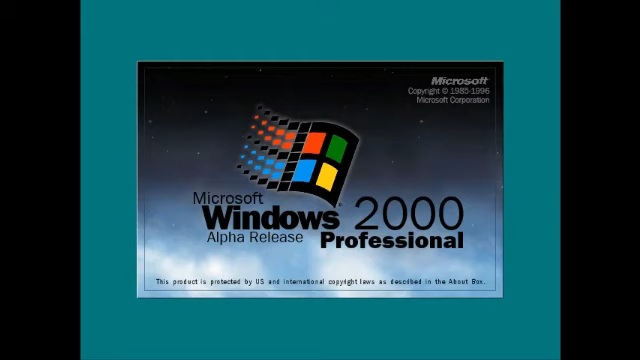 Microsoft
Copyright © 1985-1996
Microsoft Corporation
Microsoft
Windows 2000
Alpha Release Professional
This product is protected by US and international copyright laws as described in the About Box.